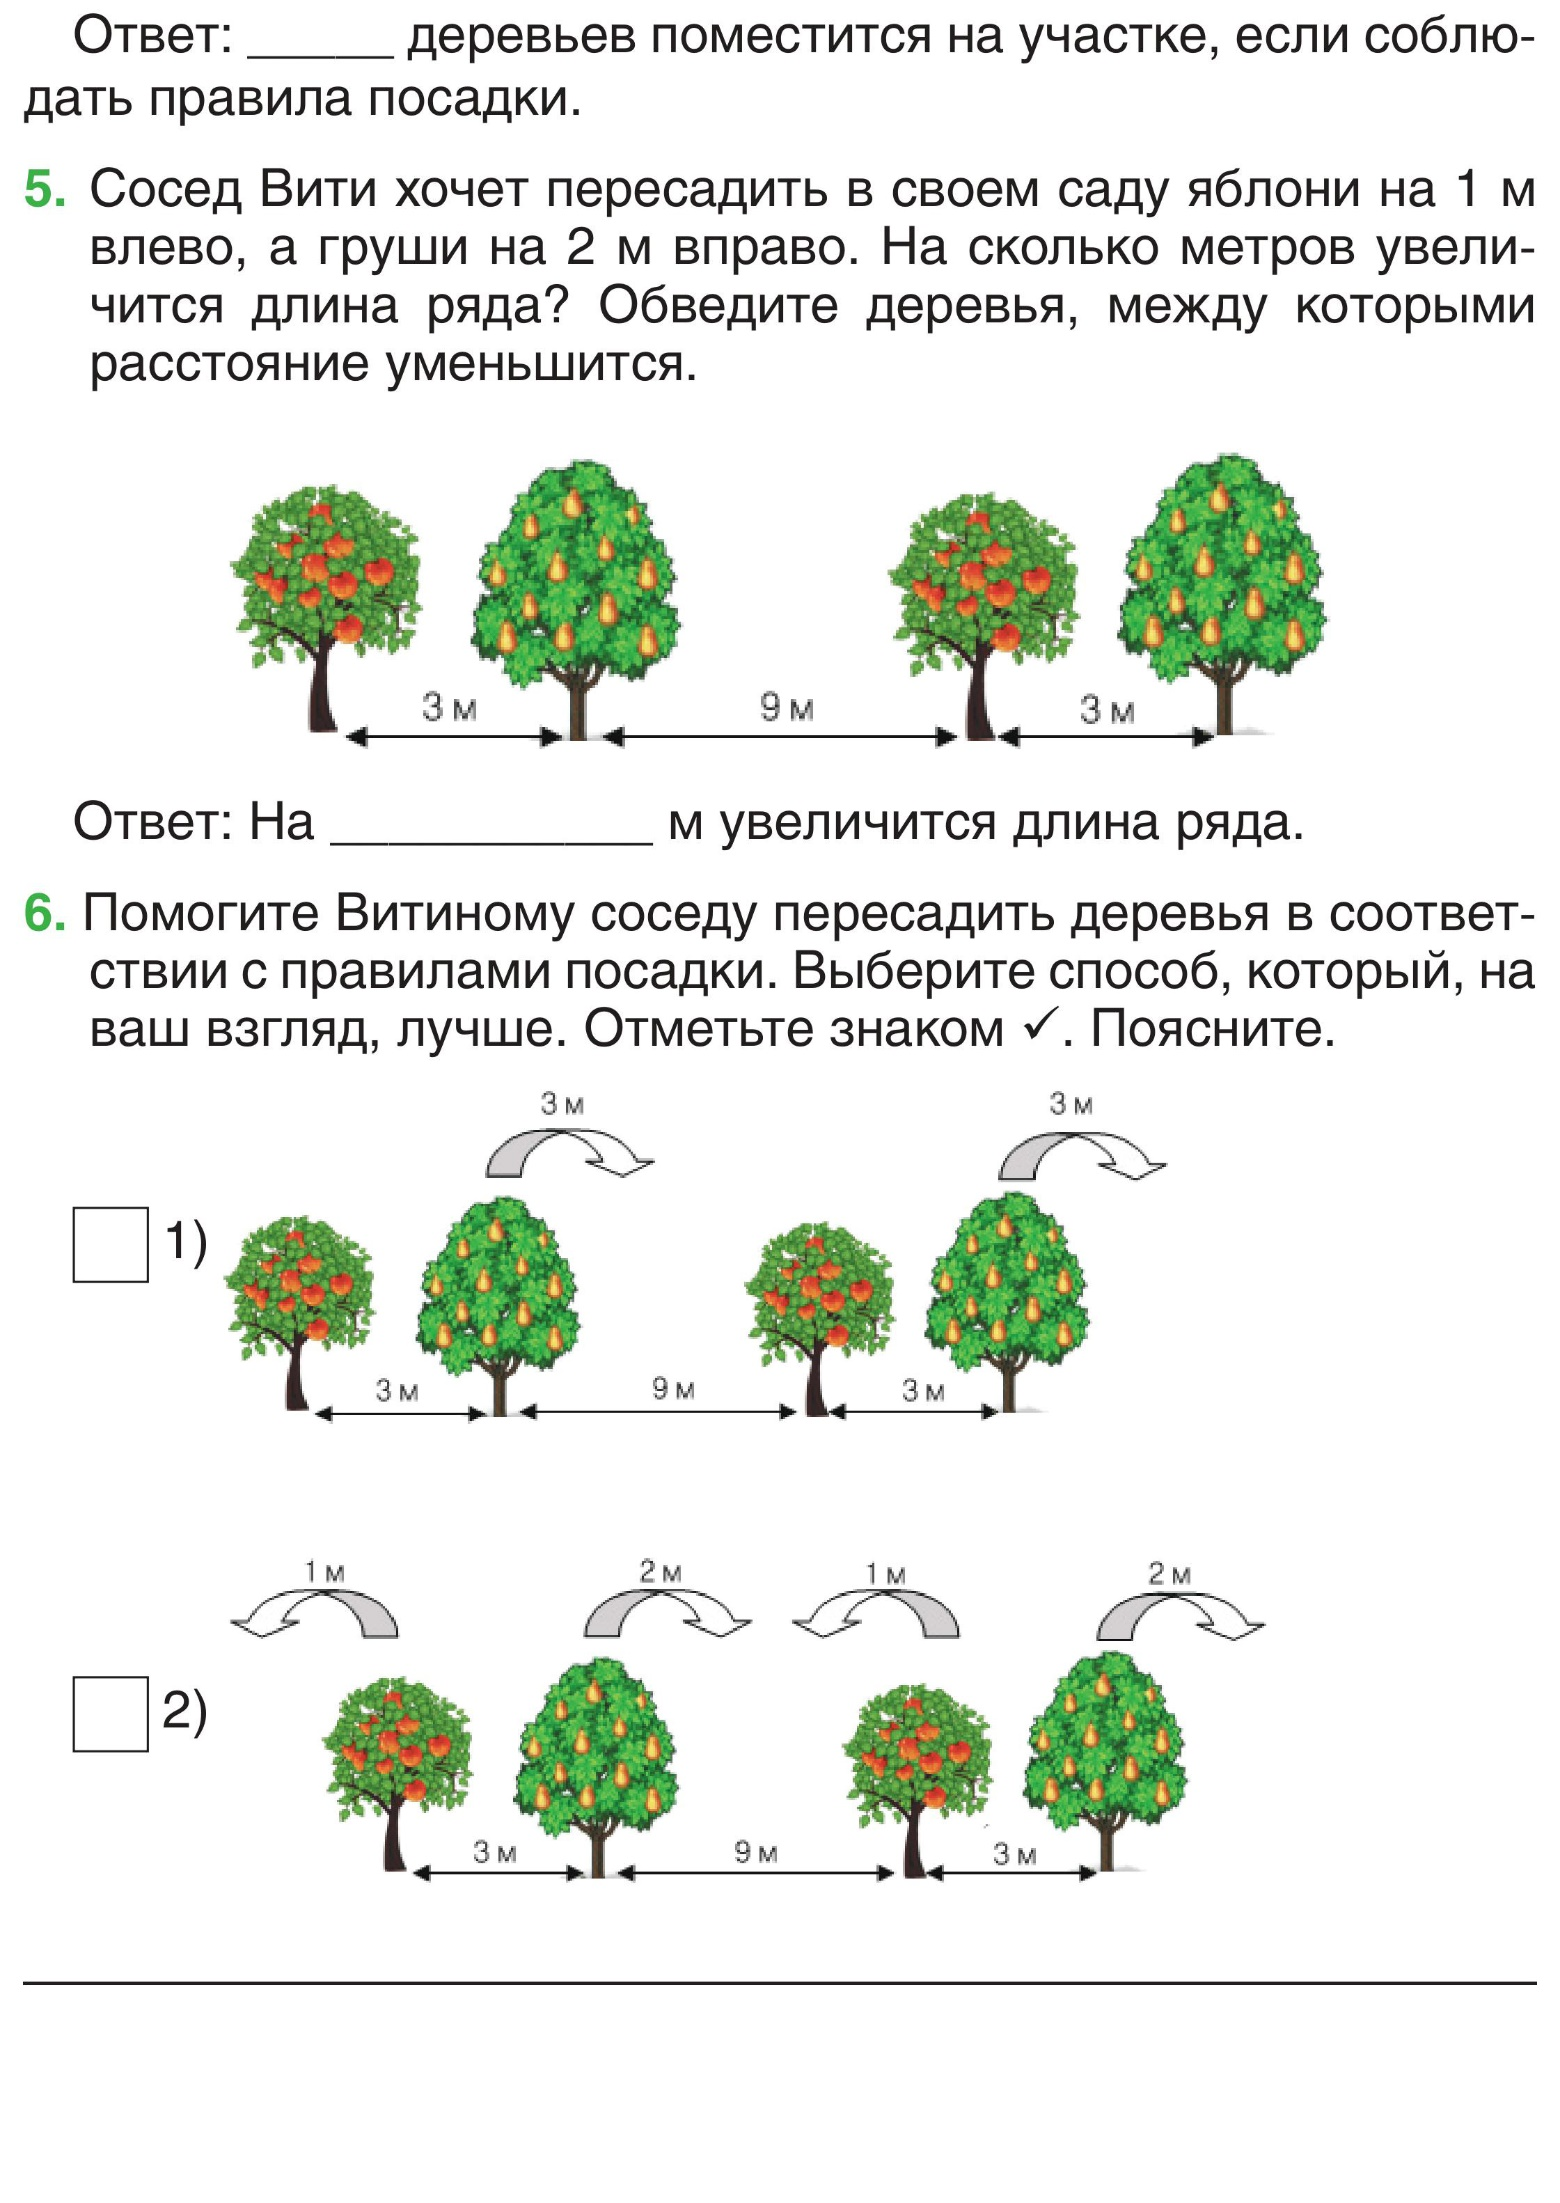 Ответ: _____ деревьев поместится на участке, если соблю-
дать правила посадки.
5. Сосед Вити хочет пересадить в своем саду яблони на 1 м
влево, а груши на 2 м вправо. На сколько метров увели-
чится длина ряда? Обведите деревья, между которыми
расстояние уменьшится.
3 м 9 м 3 м
Ответ: На ___________ м увеличится длина ряда.
6. Помогите Витиному соседу пересадить деревья в соответ-
ствии с правилами посадки. Выберите способ, который, на
ваш взгляд, лучше. Отметьте знаком ✓. Поясните.
3 м 3 м
1)
3 м 9 м 3 м
1 м 2 м 1 м 2 м
2)
3 м 9 м 3 м